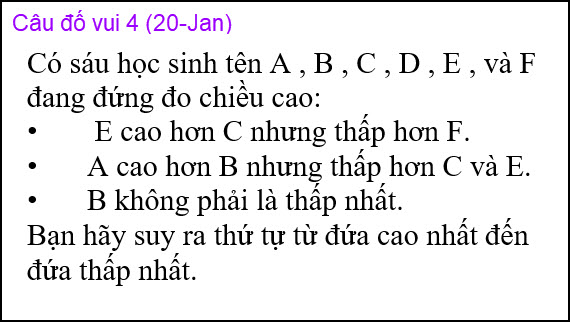 Câu đố vui 4 (20-Jan)
Có sáu học sinh tên A , B , C , D , E , và F
đang đứng đo chiều cao:
• E cao hơn C nhưng thấp hơn F.
• A cao hơn B nhưng thấp hơn C và E.
• B không phải là thấp nhất.
Bạn hãy suy ra thứ tự từ đứa cao nhất đến
đứa thấp nhất.